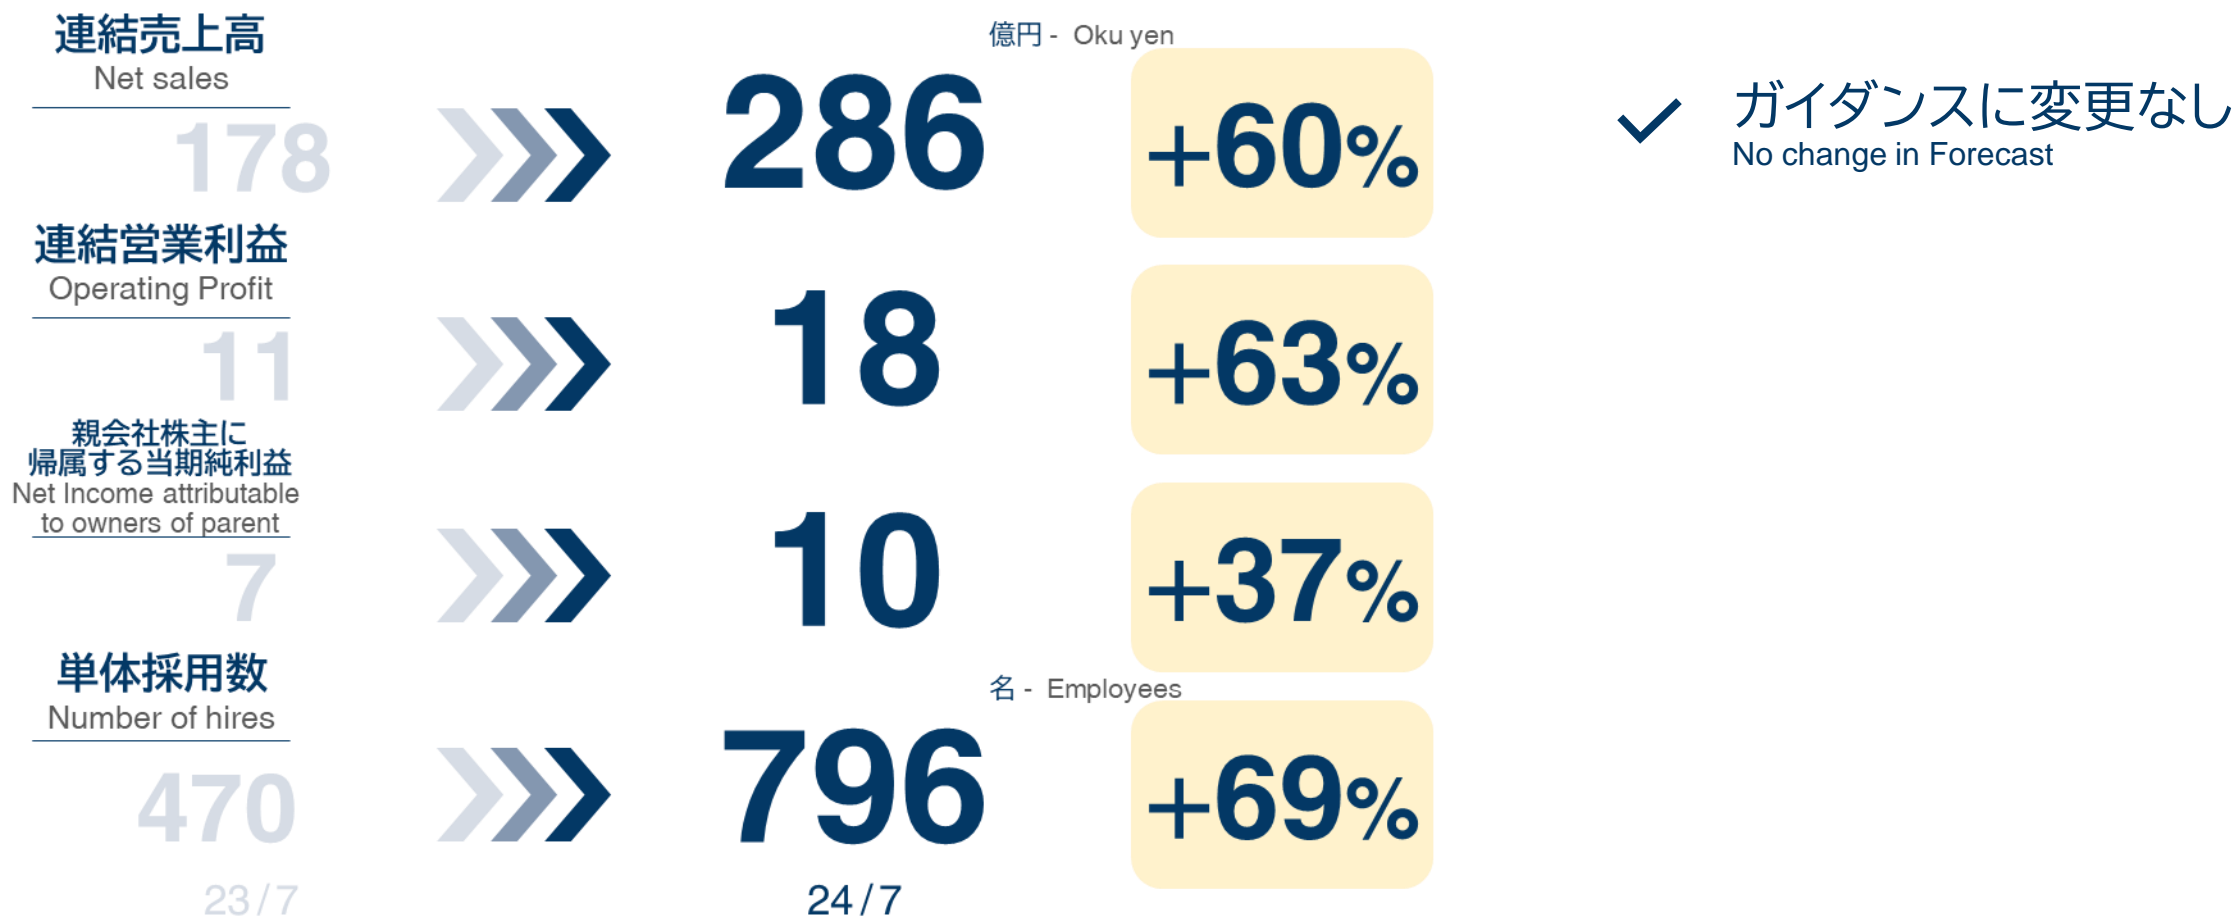 連結売上高
Net sales
178
億円 - Oku yen
286
+60%
ガイダンスに変更なし
No change in Forecast
連結営業利益
Operating Profit
11
18
+63%
親会社株主に
帰属する当期純利益
Net Income attributable
to owners of parent
7
10
+37%
単体採用数
Number of hires
470
名 - Employees
796
+69%
23/7
24/7